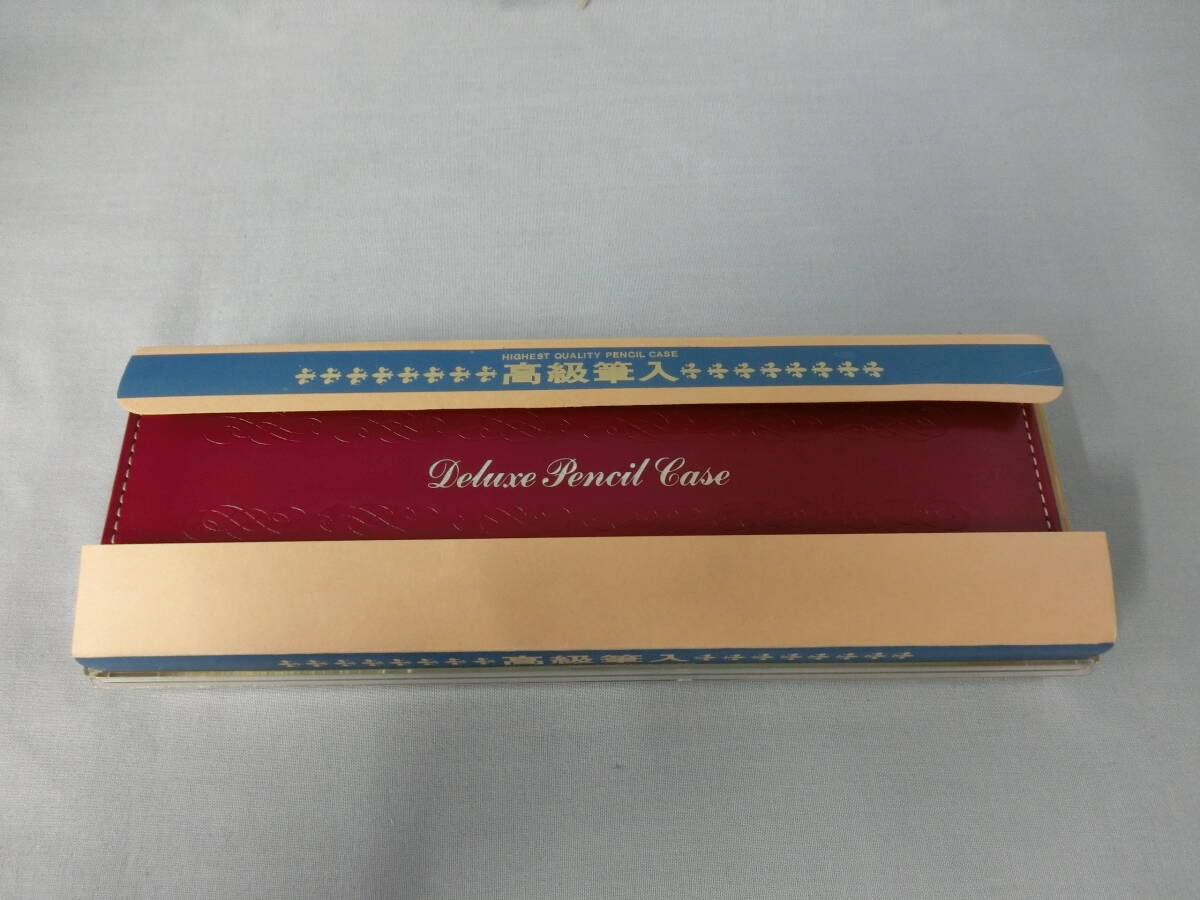 HIGHEST QUALITY PENCIL CASE
高級筆入
Deluxe Pencil Case
高級筆入